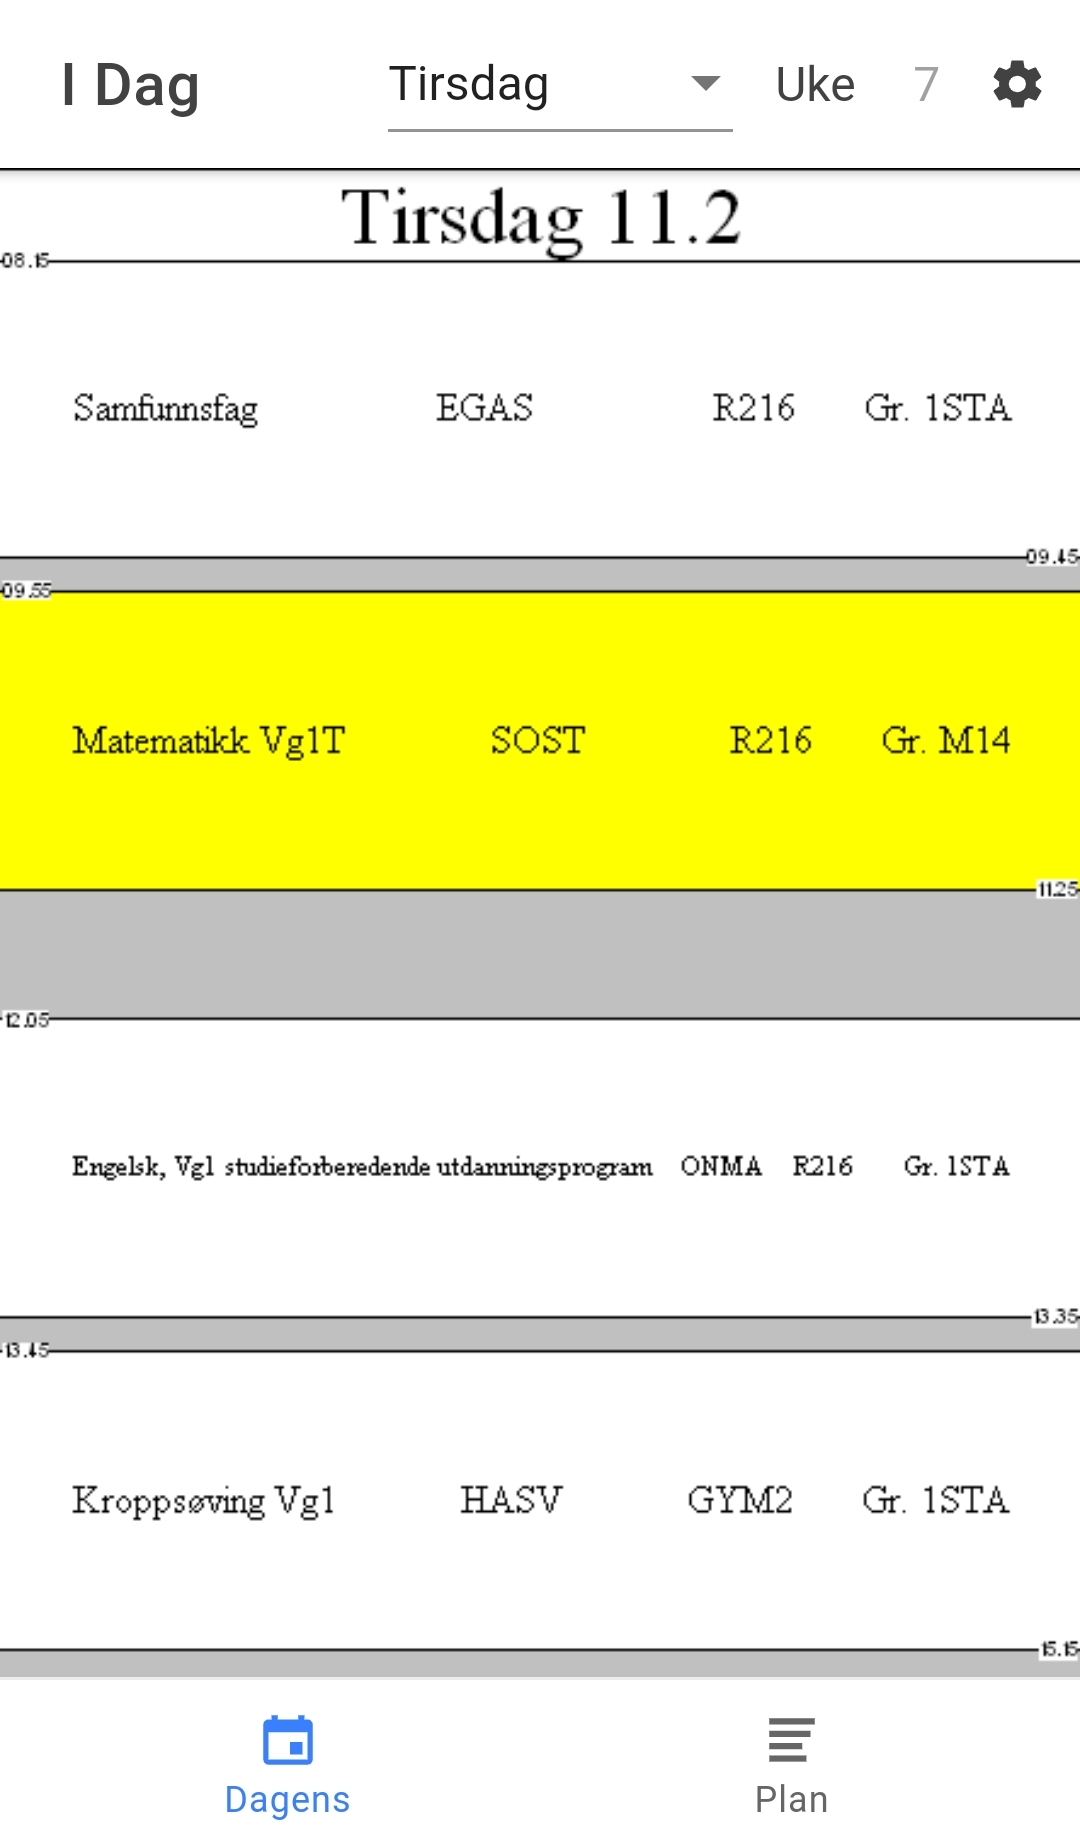 I Dag Tirsdag Uke 7
Tirsdag 11.2
08.15
Samfunnsfag EGAS R216 Gr. 1STA
09.45
09.55
Matematikk Vg1T SOST R216 Gr. M14
11.25
12.05
Engelsk, Vg1 studieforberedende utdanningsprogram ONMA R216 Gr. 1STA
13.35
13.45
Kroppsøving Vg1 HASV GYM2 Gr. 1STA
15.15
Dagens Plan